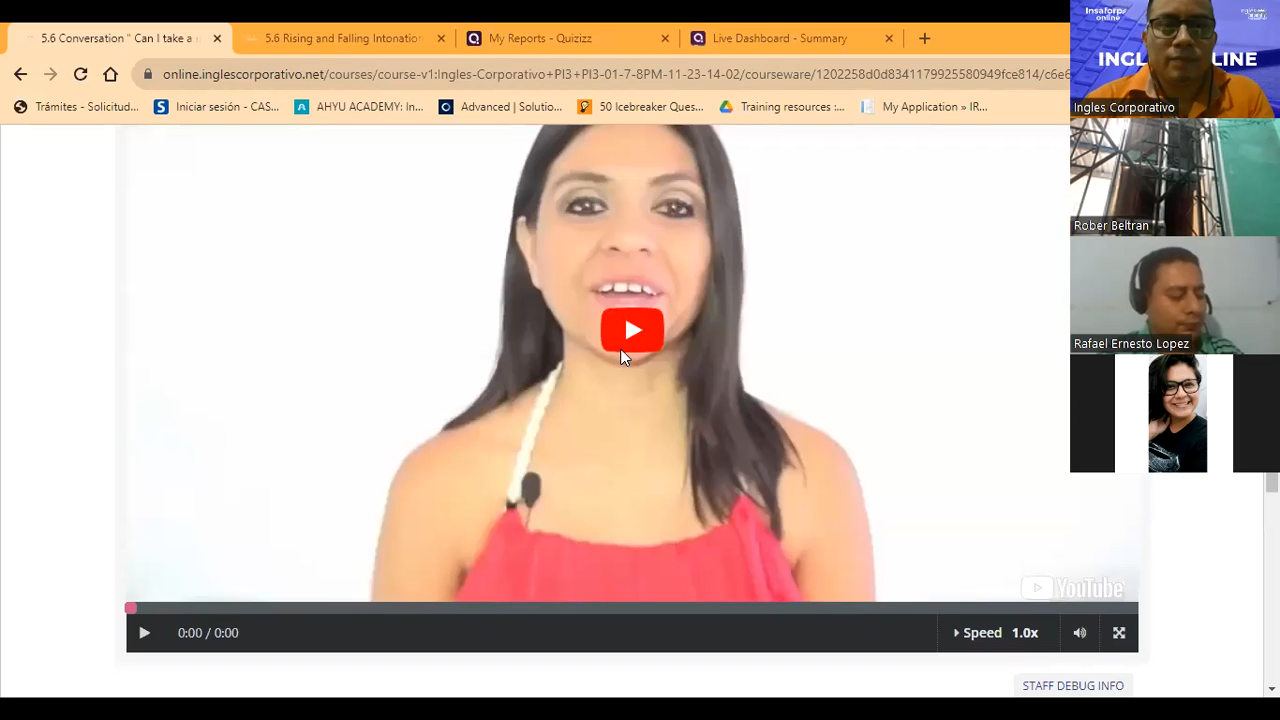 5.6 Conversation " Can I take a
5.6 Rising and Falling Intonatio
My Reports - Quizizz
Live Dashboard - Summary
online.inglescorporativo.net/courses/course-v1:Ingles-Corporativo+PI3+PI3-01-7-8PM-11-23-14-02/courseware/1202258d0d8341179925580949fce814/c6e6
Trámites - Solicitud...
S Iniciar sesión - CAS...
AHYU ACADEMY: In...
Advanced | Solutio...
50 Icebreaker Ques...
Training resources :...
My Application » IR...
Insaforp
online
INGL
LINE
Ingles Corporativo
Rober Beltran
Rafael Ernesto Lopez
YouTube
0:00 / 0:00
Speed 1.0x
STAFF DEBUG INFO